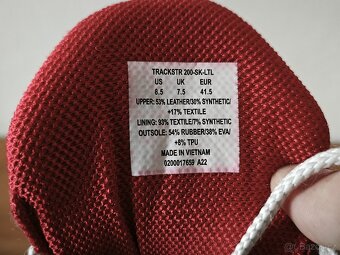 TRACKSTR 200-SK-LTL
US UK EUR
8.5 7.5 41.5
UPPER: 53% LEATHER/30% SYNTHETIC/
+17% TEXTILE
LINING: 93% TEXTILE/7% SYNTHETIC
OUTSOLE: 54% RUBBER/38% EVA/
+8% TPU
MADE IN VIETNAM
0200017659 A22